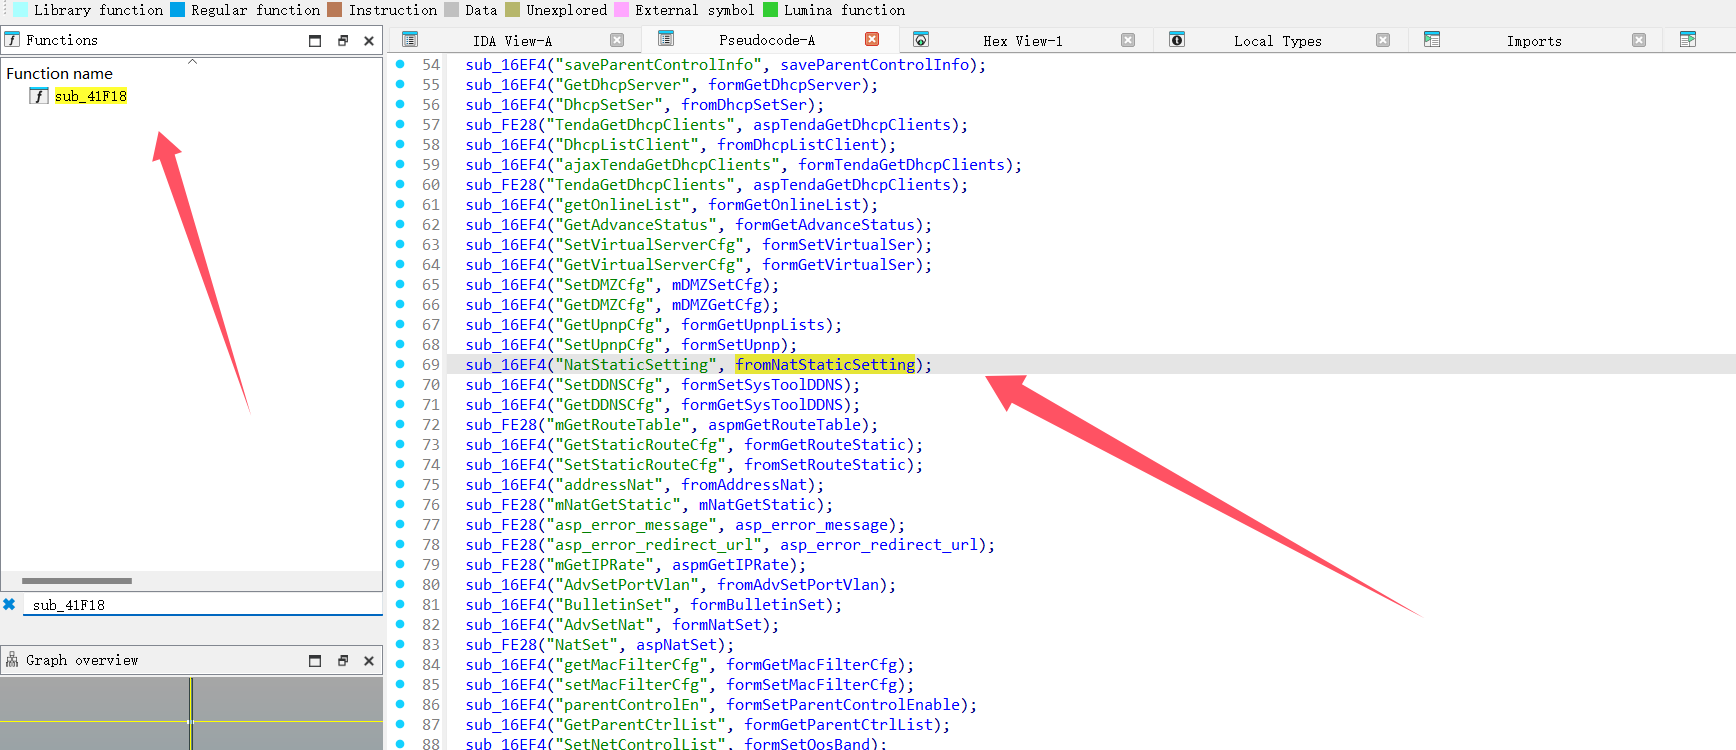 Library function Regular function Instruction Data Unexplored External symbol Lumina function
Functions
IDA View-A Pseudocode-A Hex View-1 Local Types Imports
Function name
sub_41F18
54 sub_16EF4("saveParentControlInfo", saveParentControlInfo);
55 sub_16EF4("GetDhcpServer", formGetDhcpServer);
56 sub_16EF4("DhcpSetSer", fromDhcpSetSer);
57 sub_FE28("TendaGetDhcpClients", aspTendaGetDhcpClients);
58 sub_16EF4("DhcpListClient", fromDhcpListClient);
59 sub_16EF4("ajaxTendaGetDhcpClients", formTendaGetDhcpClients);
60 sub_FE28("TendaGetDhcpClients", aspTendaGetDhcpClients);
61 sub_16EF4("getOnlineList", formGetOnlineList);
62 sub_16EF4("GetAdvanceStatus", formGetAdvanceStatus);
63 sub_16EF4("SetVirtualServerCfg", formSetVirtualSer);
64 sub_16EF4("GetVirtualServerCfg", formGetVirtualSer);
65 sub_16EF4("SetDMZCfg", mDMZSetCfg);
66 sub_16EF4("GetDMZCfg", mDMZGetCfg);
67 sub_16EF4("GetUpnpCfg", formGetUpnpLists);
68 sub_16EF4("SetUpnpCfg", formSetUpnp);
69 sub_16EF4("NatStaticSetting", fromNatStaticSetting);
70 sub_16EF4("SetDDNSCfg", formSetSysToolDDNS);
71 sub_16EF4("GetDDNSCfg", formGetSysToolDDNS);
72 sub_FE28("mGetRouteTable", aspmGetRouteTable);
73 sub_16EF4("GetStaticRouteCfg", formGetRouteStatic);
74 sub_16EF4("SetStaticRouteCfg", fromSetRouteStatic);
75 sub_16EF4("addressNat", fromAddressNat);
76 sub_FE28("mNatGetStatic", mNatGetStatic);
77 sub_FE28("asp_error_message", asp_error_message);
78 sub_FE28("asp_error_redirect_url", asp_error_redirect_url);
79 sub_FE28("mGetIPRate", aspmGetIPRate);
80 sub_16EF4("AdvSetPortVlan", fromAdvSetPortVlan);
81 sub_16EF4("BulletinSet", formBulletinSet);
82 sub_16EF4("AdvSetNat", formNatSet);
83 sub_FE28("NatSet", aspNatSet);
84 sub_16EF4("getMacFilterCfg", formGetMacFilterCfg);
85 sub_16EF4("setMacFilterCfg", formSetMacFilterCfg);
86 sub_16EF4("parentControlEn", formSetParentControlEnable);
87 sub_16EF4("GetParentCtrlList", formGetParentCtrlList);
88 sub_16EF4("SetNetControlList", formSetQosBand);
sub_41F18
Graph overview